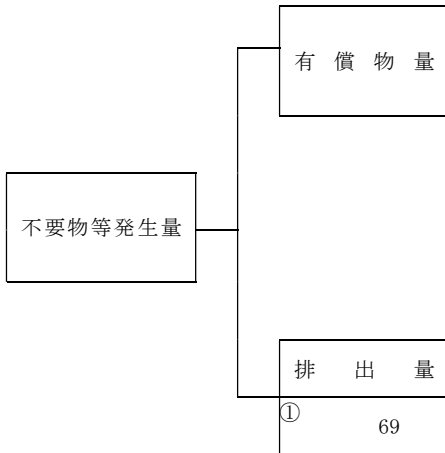 有償物量
不要物等発生量
排出量
①
69